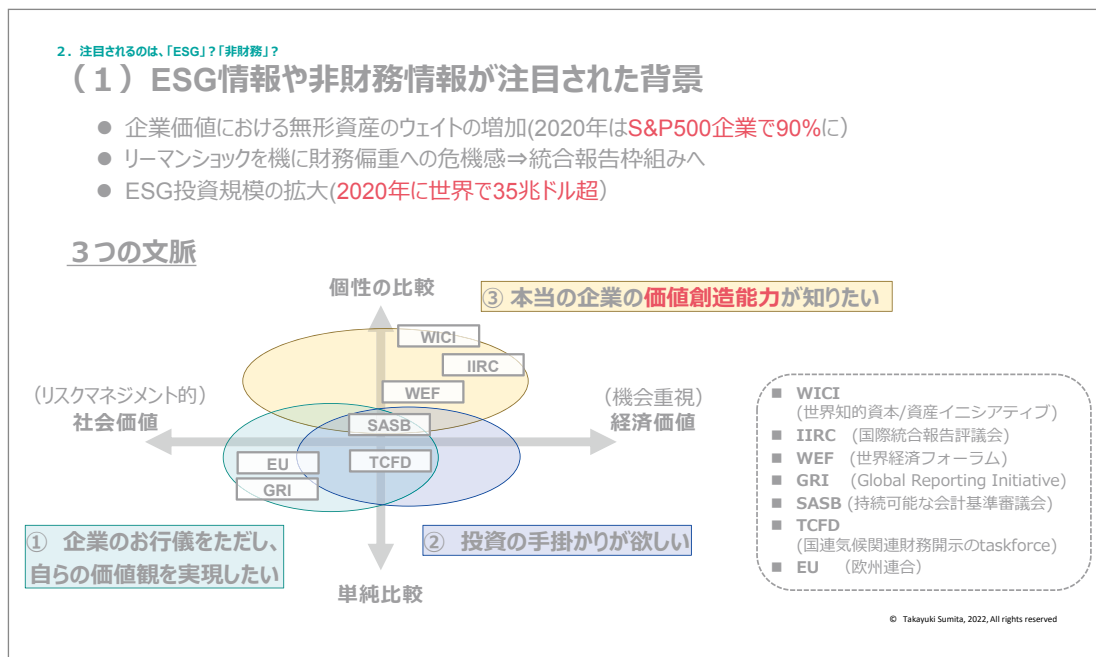 2．注目されるのは、「ESG」？「非財務」？
（１）ESG情報や非財務情報が注目された背景
● 企業価値における無形資産のウェイトの増加(2020年はS&P500企業で90%に)
● リーマンショックを機に財務偏重への危機感⇒統合報告枠組みへ
● ESG投資規模の拡大(2020年に世界で35兆ドル超)
３つの文脈
個性の比較
③ 本当の企業の価値創造能力が知りたい
WICI
IIRC
WEF
（リスクマネジメント的）
社会価値
（機会重視）
経済価値
SASB
EU
TCFD
GRI
① 企業のお行儀をただし、
自らの価値観を実現したい
② 投資の手掛かりが欲しい
単純比較
■ WICI
(世界知的資本/資産イニシアティブ)
■ IIRC （国際統合報告評議会）
■ WEF （世界経済フォーラム）
■ GRI （Global Reporting Initiative）
■ SASB (持続可能な会計基準審議会)
■ TCFD
(国連気候関連財務開示のtaskforce)
■ EU （欧州連合）
© Takayuki Sumita, 2022, All rights reserved